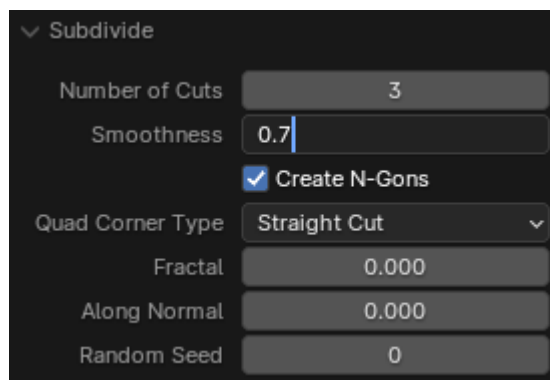 Subdivide
Number of Cuts 3
Smoothness 0.7
Create N-Gons
Quad Corner Type Straight Cut
Fractal 0.000
Along Normal 0.000
Random Seed 0